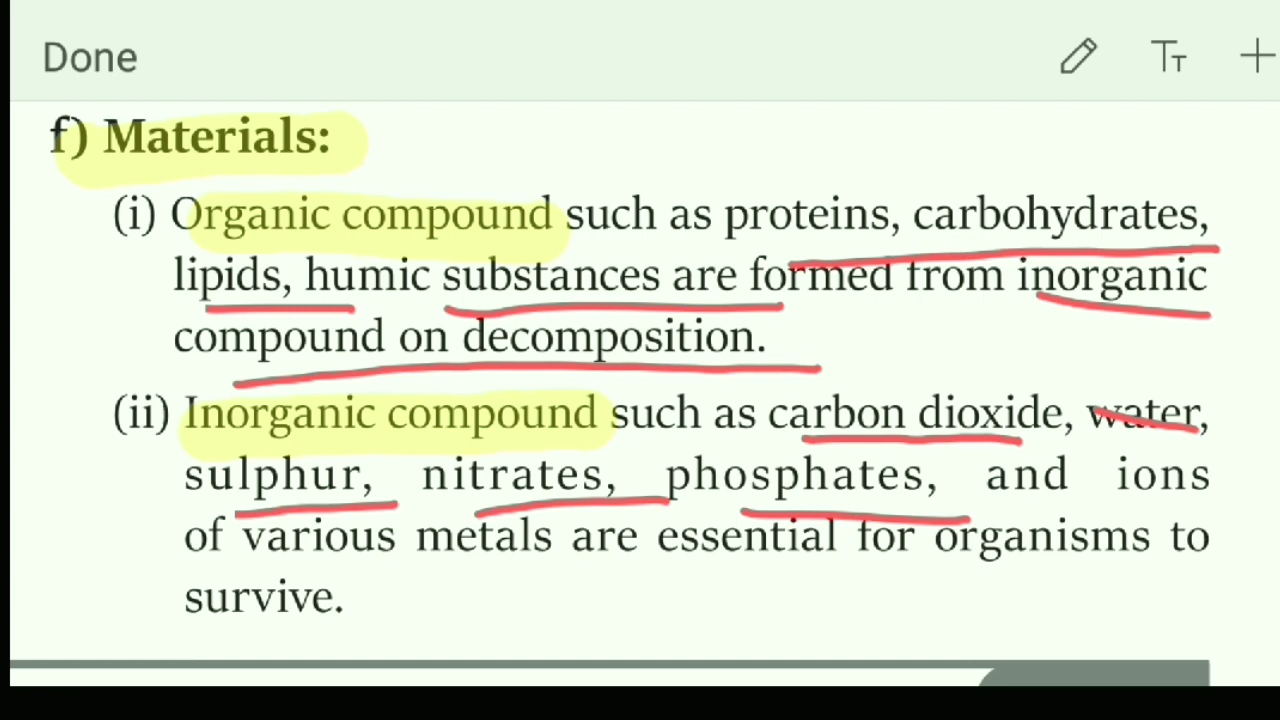 Done
f) Materials:
(i) Organic compound such as proteins, carbohydrates,
lipids, humic substances are formed from inorganic
compound on decomposition.
(ii) Inorganic compound such as carbon dioxide, water,
sulphur, nitrates, phosphates, and ions
of various metals are essential for organisms to
survive.